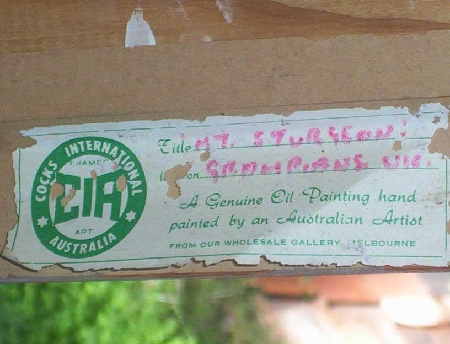 COCKS INTERNATIONAL
FRAMES
CIA
ART
AUSTRALIA
Title MT. STURGEON!
GRAMPIANS VIC.
A Genuine Oil Painting hand
painted by an Australian Artist
FROM OUR WHOLESALE GALLERY